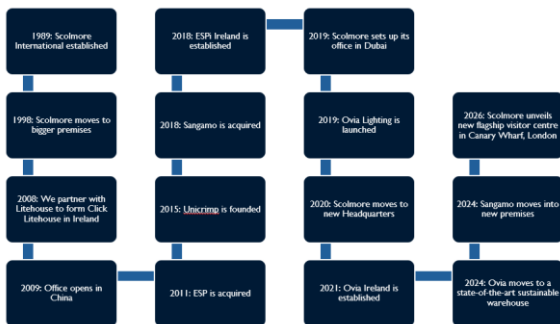 1989: Scolmore
International established
1998: Scolmore moves to
bigger premises
2008: We partner with
Litehouse to form Click
Litehouse in Ireland
2009: Office opens in
China
2011: ESP is acquired
2015: Unicrimp is founded
2018: Sangamo is acquired
2018: ESPi Ireland is
established
2019: Scolmore sets up its
office in Dubai
2019: Ovia Lighting is
launched
2020: Scolmore moves to
new Headquarters
2021: Ovia Ireland is
established
2024: Ovia moves to a
state-of-the-art sustainable
warehouse
2024: Sangamo moves into
new premises
2026: Scolmore unveils
new flagship visitor centre
in Canary Wharf, London